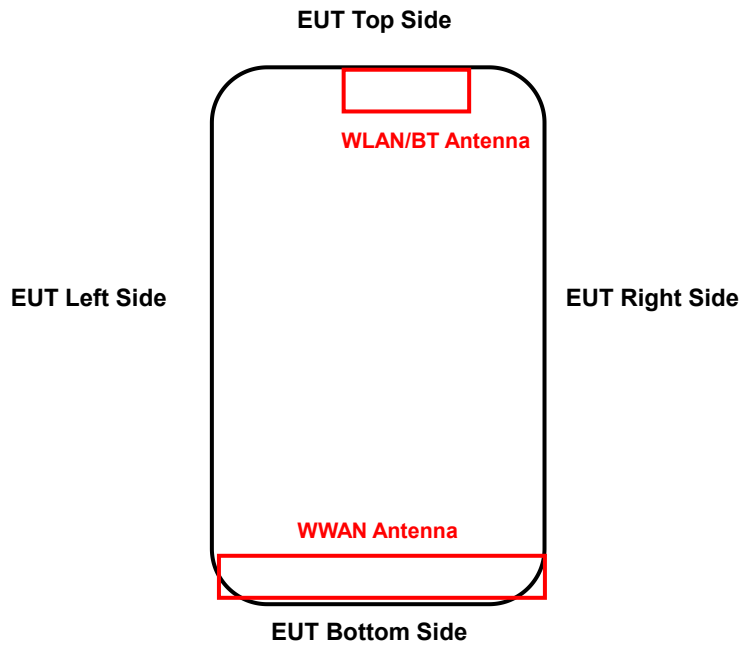 EUT Top Side
WLAN/BT Antenna
EUT Left Side
EUT Right Side
WWAN Antenna
EUT Bottom Side